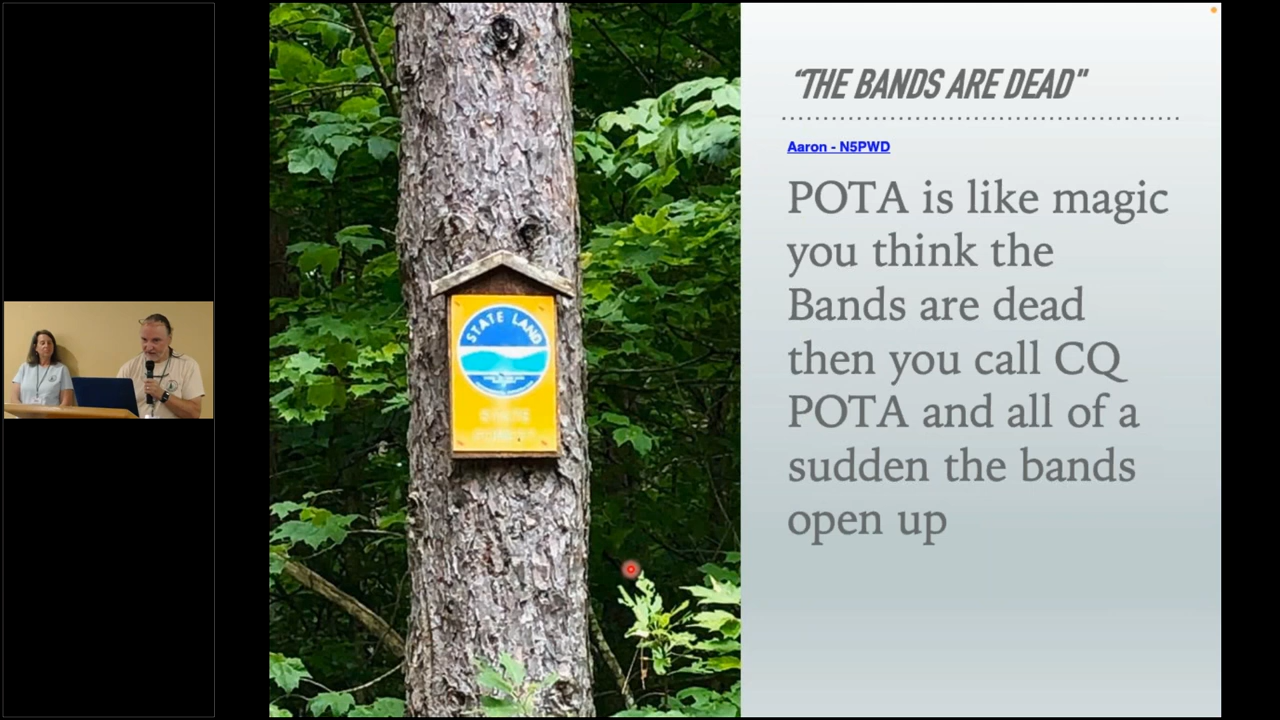 "THE BANDS ARE DEAD"
Aaron - N5PWD
POTA is like magic
you think the
Bands are dead
then you call CQ
POTA and all of a
sudden the bands
open up
STATE LAND